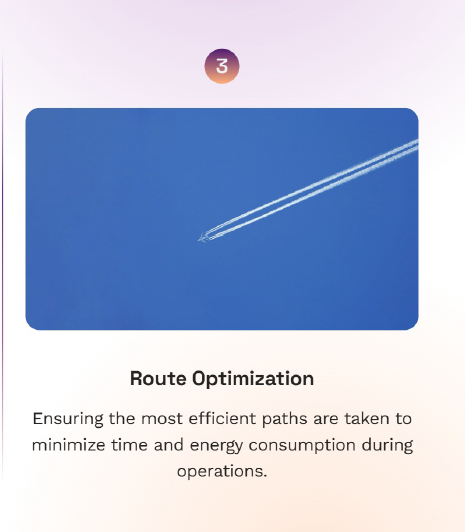 3
Route Optimization
Ensuring the most efficient paths are taken to
minimize time and energy consumption during
operations.